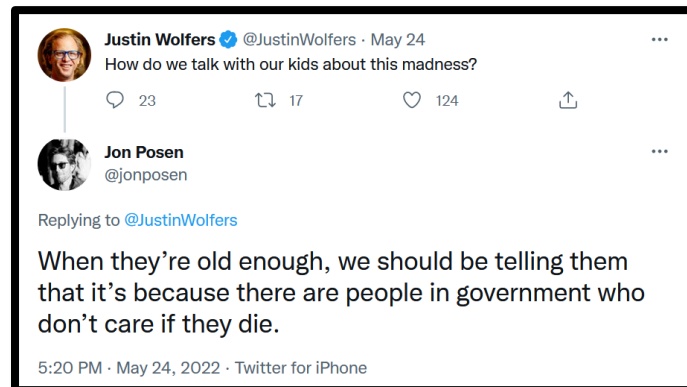 Justin Wolfers @JustinWolfers · May 24
How do we talk with our kids about this madness?
23 17 124
Jon Posen
@jonposen
Replying to @JustinWolfers
When they’re old enough, we should be telling them
that it’s because there are people in government who
don’t care if they die.
5:20 PM · May 24, 2022 · Twitter for iPhone